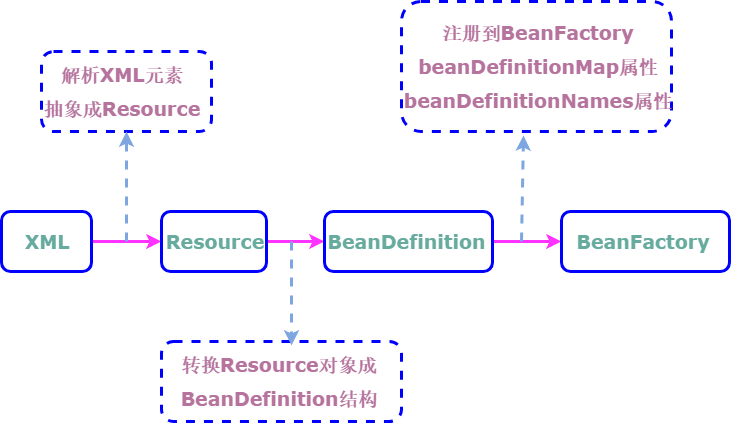 解析XML元素
抽象成Resource
注册到BeanFactory
beanDefinitionMap属性
beanDefinitionNames属性
XML
Resource
BeanDefinition
BeanFactory
转换Resource对象成
BeanDefinition结构